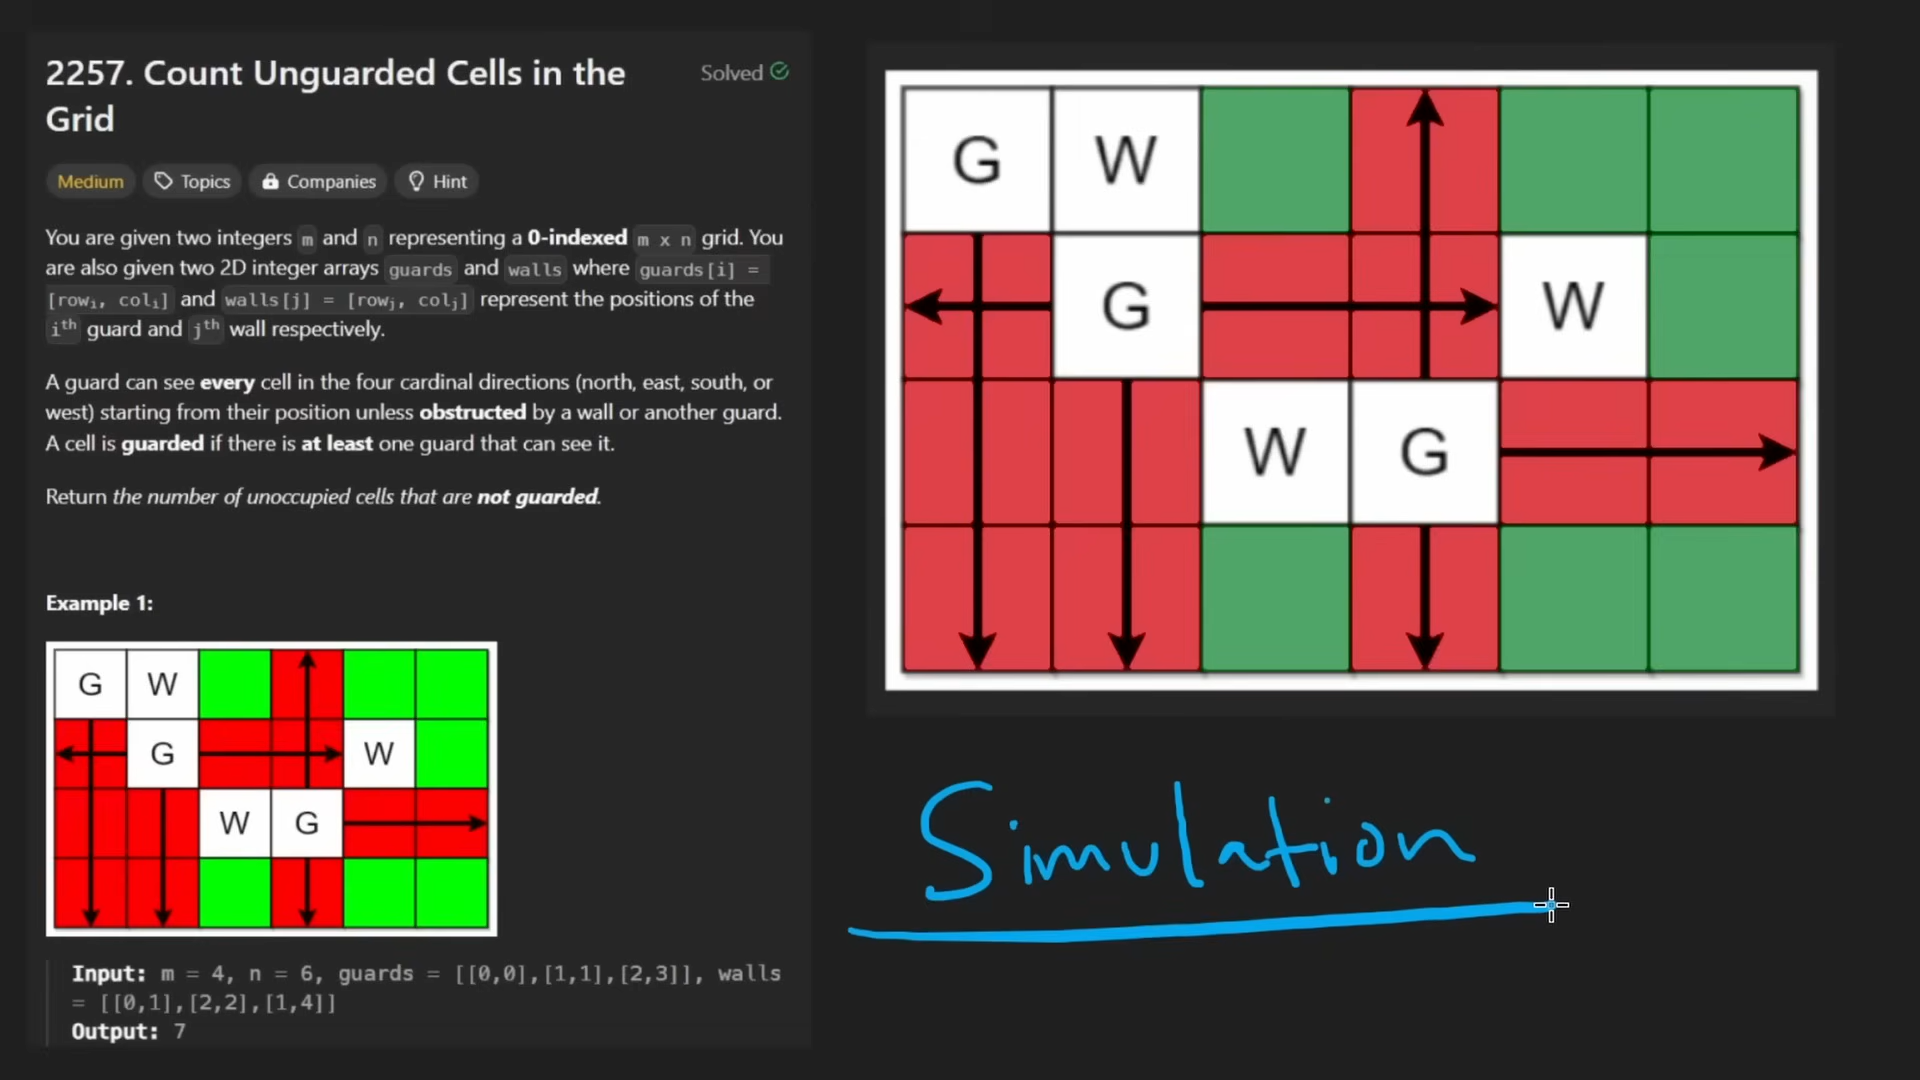 2257. Count Unguarded Cells in the
Grid
Solved
Medium Topics Companies Hint
You are given two integers m and n representing a 0-indexed m x n grid. You
are also given two 2D integer arrays guards and walls where guards[i] =
[rowᵢ, colᵢ] and walls[j] = [rowⱼ, colⱼ] represent the positions of the
iᵗʰ guard and jᵗʰ wall respectively.
A guard can see every cell in the four cardinal directions (north, east, south, or
west) starting from their position unless obstructed by a wall or another guard.
A cell is guarded if there is at least one guard that can see it.
Return the number of unoccupied cells that are not guarded.
Example 1:
G W
G W
W G
Input: m = 4, n = 6, guards = [[0,0],[1,1],[2,3]], walls
= [[0,1],[2,2],[1,4]]
Output: 7
G W
G W
W G
Simulation